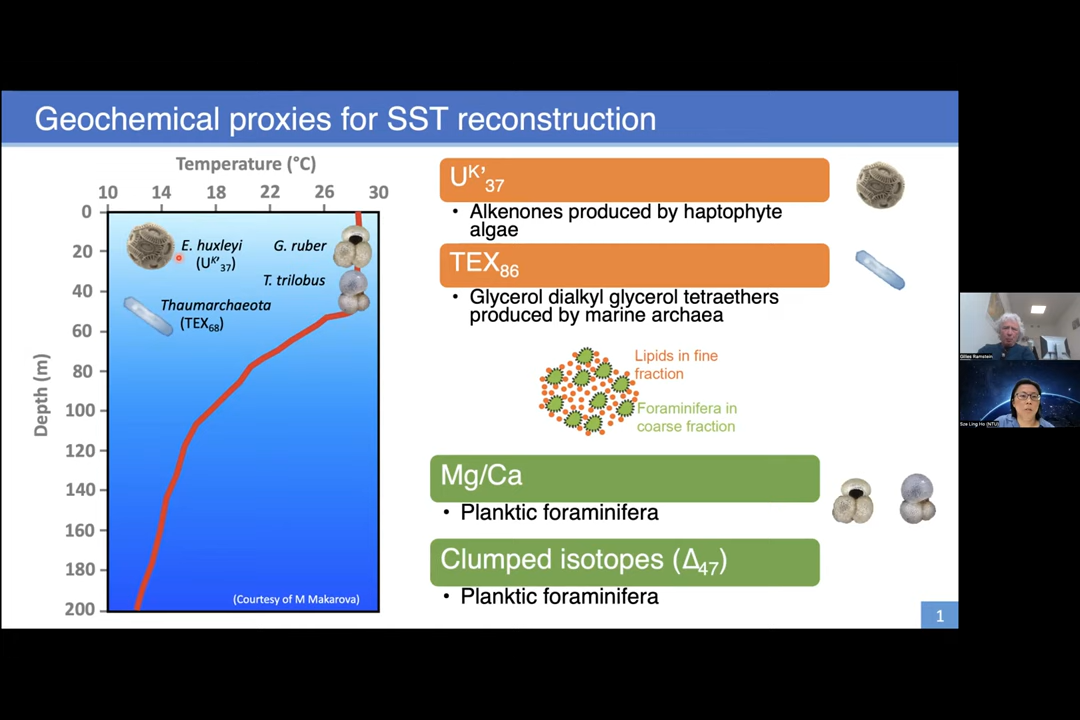 Geochemical proxies for SST reconstruction
Temperature (°C)
10 14 18 22 26 30
0
20
40
60
80
100
120
140
160
180
200
Depth (m)
E. huxleyi
(UK'37)
G. ruber
T. trilobus
Thaumarchaeota
(TEX68)
(Courtesy of M Makarova)
UK'37
• Alkenones produced by haptophyte
algae
TEX86
• Glycerol dialkyl glycerol tetraethers
produced by marine archaea
Lipids in fine
fraction
Foraminifera in
coarse fraction
Mg/Ca
• Planktic foraminifera
Clumped isotopes (Δ47)
• Planktic foraminifera
1
Gilles Ramstein
Sze Ling Ho (NTU)